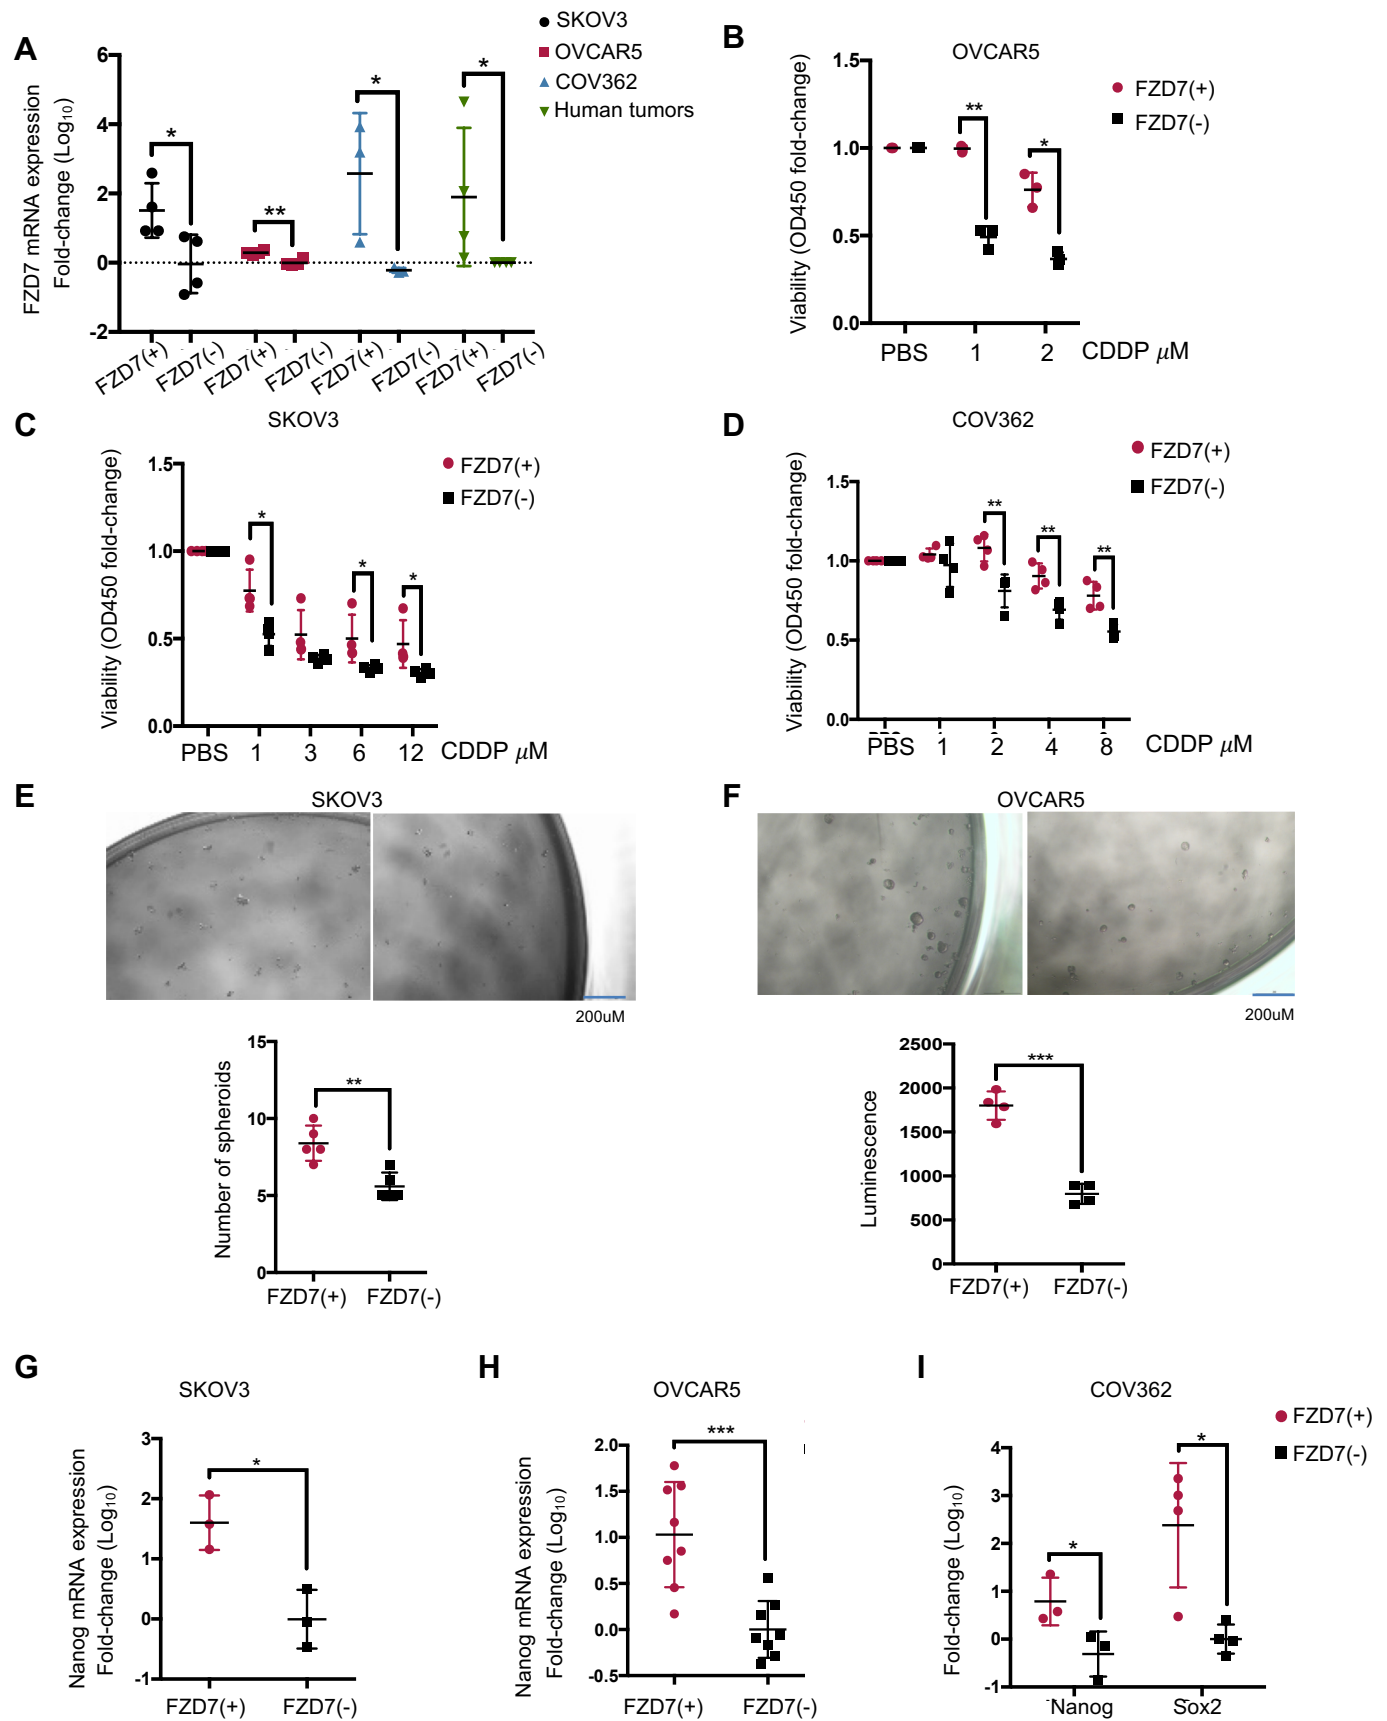 A
SKOV3
OVCAR5
COV362
Human tumors
FZD7 mRNA expression
Fold-change (Log10)
6
4
2
0
-2
*
**
*
*
FZD7(+) FZD7(-) FZD7(+) FZD7(-) FZD7(+) FZD7(-) FZD7(+) FZD7(-)
B
OVCAR5
FZD7(+)
FZD7(-)
Viability (OD450 fold-change)
1.5
1.0
0.5
0.0
**
*
PBS 1 2 CDDP μM
C
SKOV3
FZD7(+)
FZD7(-)
Viability (OD450 fold-change)
1.5
1.0
0.5
0.0
*
*
*
PBS 1 3 6 12 CDDP μM
D
COV362
FZD7(+)
FZD7(-)
Viability (OD450 fold-change)
1.5
1.0
0.5
0.0
**
**
**
PBS 1 2 4 8 CDDP μM
E
SKOV3
200uM
Number of spheroids
15
10
5
0
**
FZD7(+) FZD7(-)
F
OVCAR5
200uM
Luminescence
2500
2000
1500
1000
500
0
***
FZD7(+) FZD7(-)
G
SKOV3
Nanog mRNA expression
Fold-change (Log10)
3
2
1
0
-1
*
FZD7(+) FZD7(-)
H
OVCAR5
Nanog mRNA expression
Fold-change (Log10)
2.0
1.5
1.0
0.5
0.0
-0.5
***
FZD7(+) FZD7(-)
I
COV362
FZD7(+)
FZD7(-)
Fold-change (Log10)
4
3
2
1
0
-1
*
*
Nanog Sox2